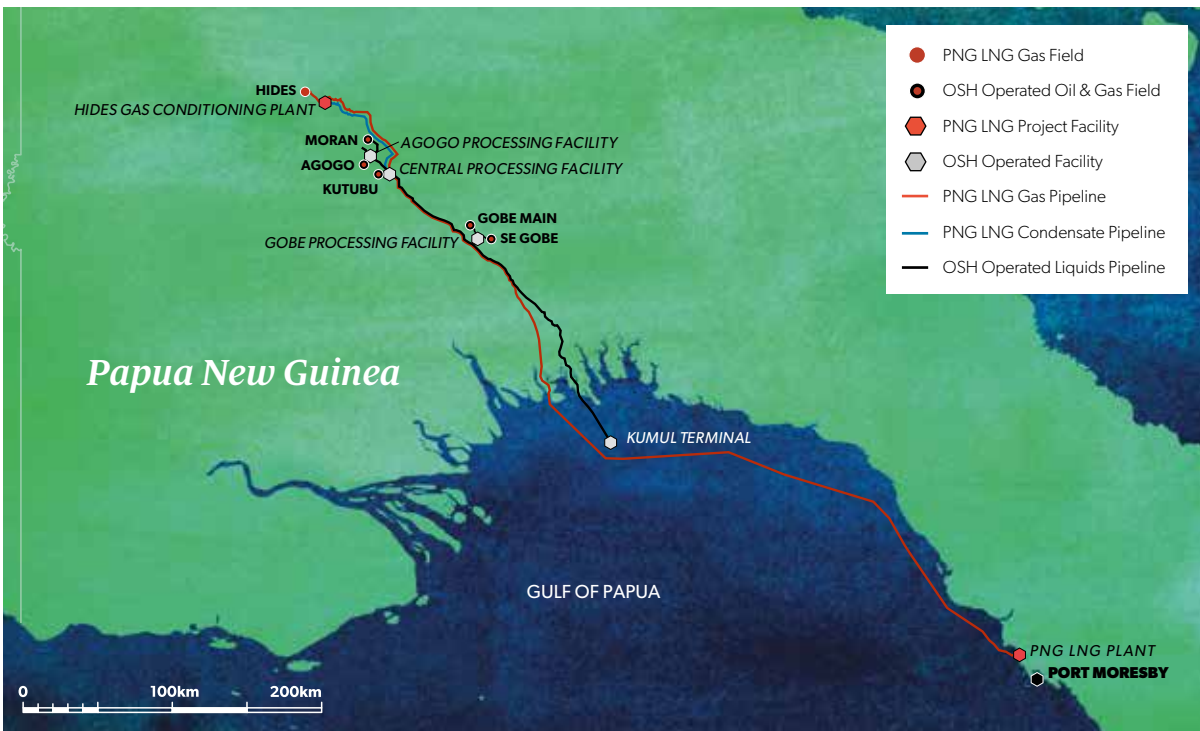 PNG LNG Gas Field
OSH Operated Oil & Gas Field
PNG LNG Project Facility
OSH Operated Facility
PNG LNG Gas Pipeline
PNG LNG Condensate Pipeline
OSH Operated Liquids Pipeline
HIDES
HIDES GAS CONDITIONING PLANT
MORAN
AGOGO PROCESSING FACILITY
AGOGO
CENTRAL PROCESSING FACILITY
KUTUBU
GOBE MAIN
GOBE PROCESSING FACILITY
SE GOBE
Papua New Guinea
KUMUL TERMINAL
GULF OF PAPUA
PNG LNG PLANT
PORT MORESBY
0 100km 200km